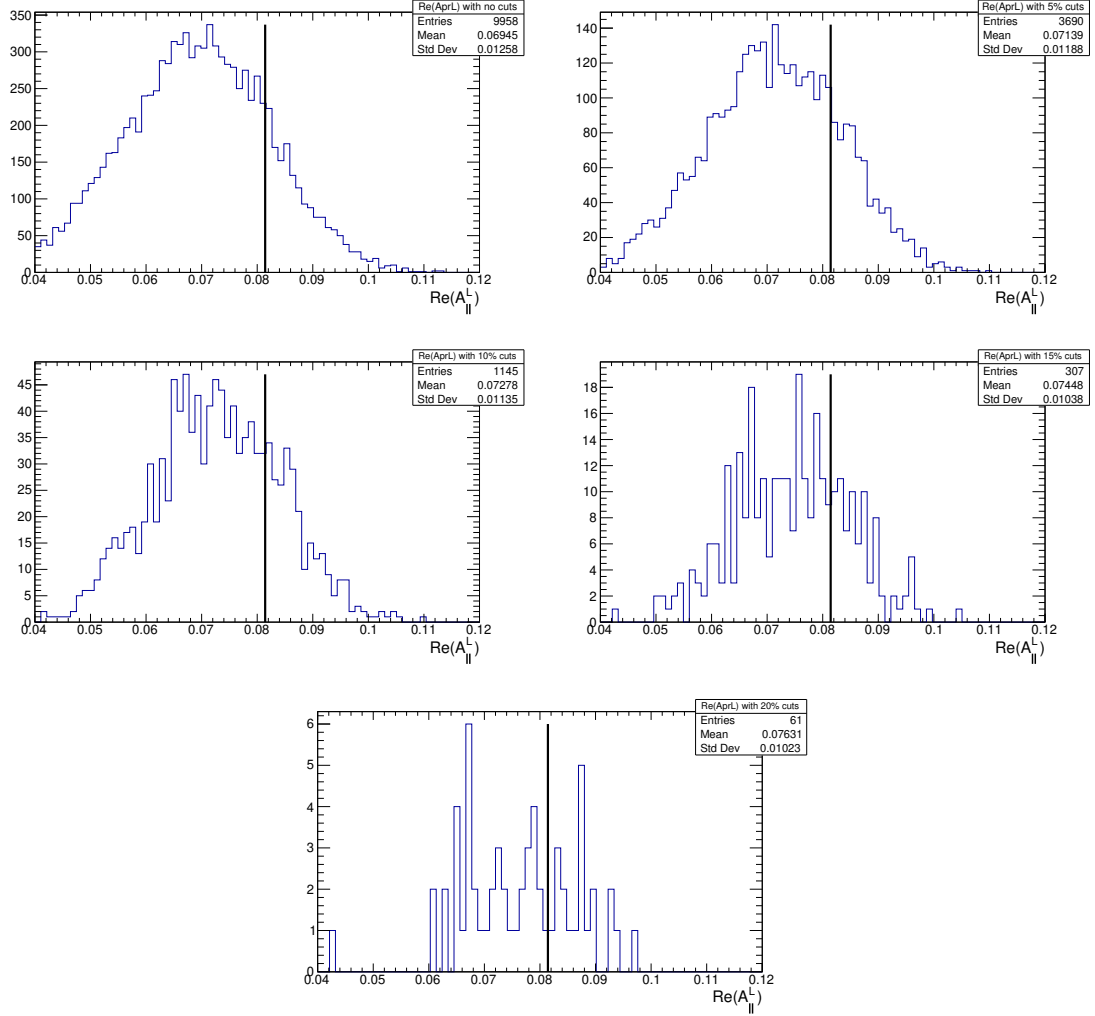 Re(AprL) with no cuts
Entries 9958
Mean 0.06945
Std Dev 0.01258
350
300
250
200
150
100
50
0
0.04 0.05 0.06 0.07 0.08 0.09 0.1 0.11 0.12
Re(A^L_||)
Re(AprL) with 5% cuts
Entries 3690
Mean 0.07139
Std Dev 0.01188
140
120
100
80
60
40
20
0
0.04 0.05 0.06 0.07 0.08 0.09 0.1 0.11 0.12
Re(A^L_||)
Re(AprL) with 10% cuts
Entries 1145
Mean 0.07278
Std Dev 0.01135
45
40
35
30
25
20
15
10
5
0
0.04 0.05 0.06 0.07 0.08 0.09 0.1 0.11 0.12
Re(A^L_||)
Re(AprL) with 15% cuts
Entries 307
Mean 0.07448
Std Dev 0.01038
18
16
14
12
10
8
6
4
2
0
0.04 0.05 0.06 0.07 0.08 0.09 0.1 0.11 0.12
Re(A^L_||)
Re(AprL) with 20% cuts
Entries 61
Mean 0.07631
Std Dev 0.01023
6
5
4
3
2
1
0
0.04 0.05 0.06 0.07 0.08 0.09 0.1 0.11 0.12
Re(A^L_||)